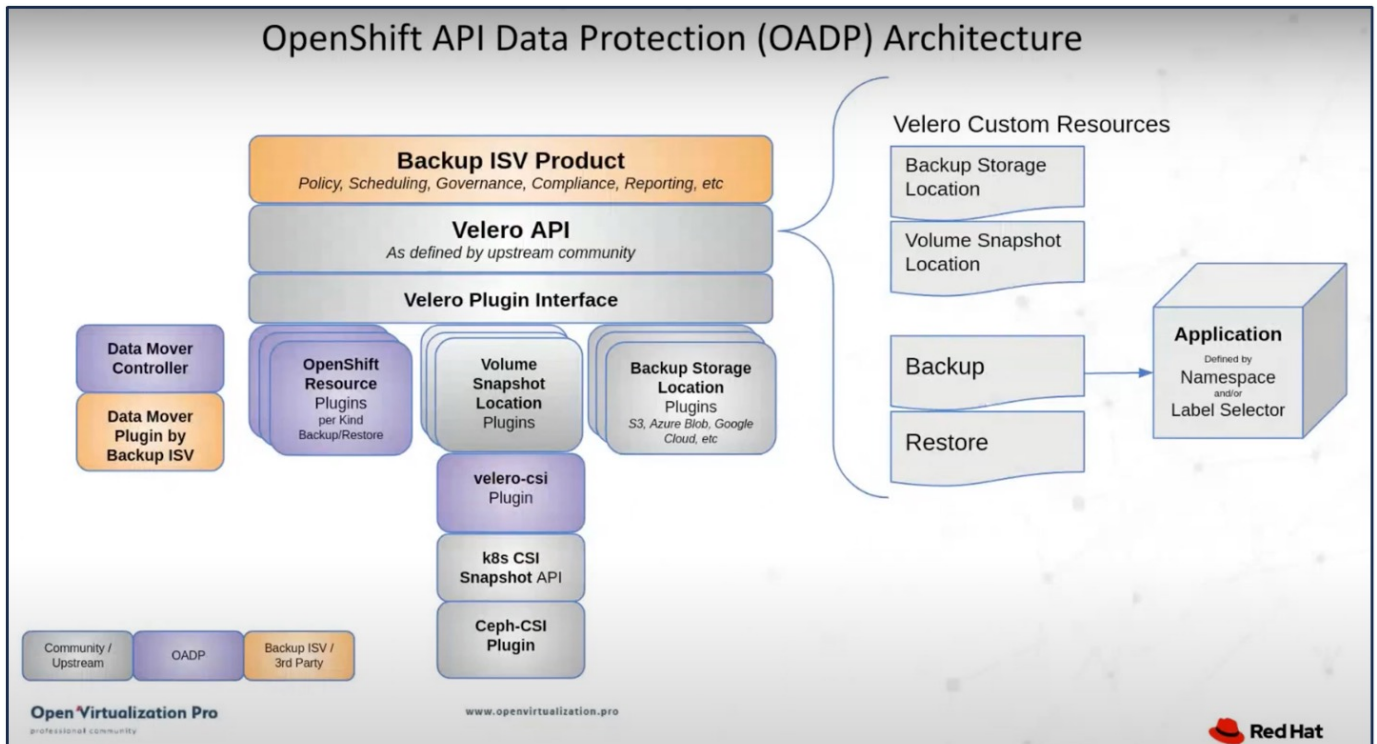 OpenShift API Data Protection (OADP) Architecture
Backup ISV Product
Policy, Scheduling, Governance, Compliance, Reporting, etc
Velero API
As defined by upstream community
Velero Plugin Interface
Data Mover
Controller
Data Mover
Plugin by
Backup ISV
OpenShift
Resource
Plugins
per Kind
Backup/Restore
Volume
Snapshot
Location
Plugins
Backup Storage
Location
Plugins
S3, Azure Blob, Google
Cloud, etc
velero-csi
Plugin
k8s CSI
Snapshot API
Ceph-CSI
Plugin
Velero Custom Resources
Backup Storage
Location
Volume Snapshot
Location
Backup
Restore
Application
Defined by
Namespace
and/or
Label Selector
Community /
Upstream
OADP
Backup ISV /
3rd Party
Open Virtualization Pro
professional community
www.openvirtualization.pro
Red Hat